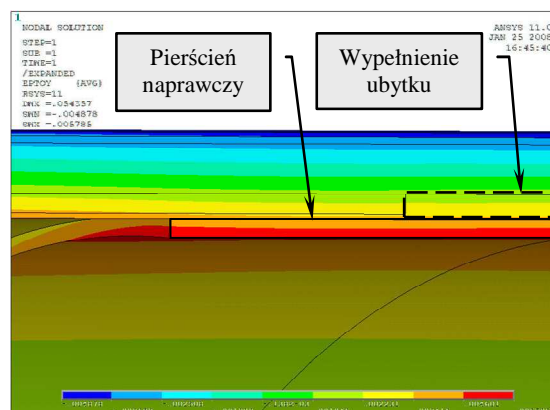 1
NODAL SOLUTION
STEP=1
SUB =1
TIME=1
/EXPANDED
EPTOY (AVG)
RSYS=11
DMX =.054357
SMN =-.004878
SMX =.005785
ANSYS 11.0
JAN 25 2008
16:45:40
Pierścień
naprawczy
Wypełnienie
ubytku